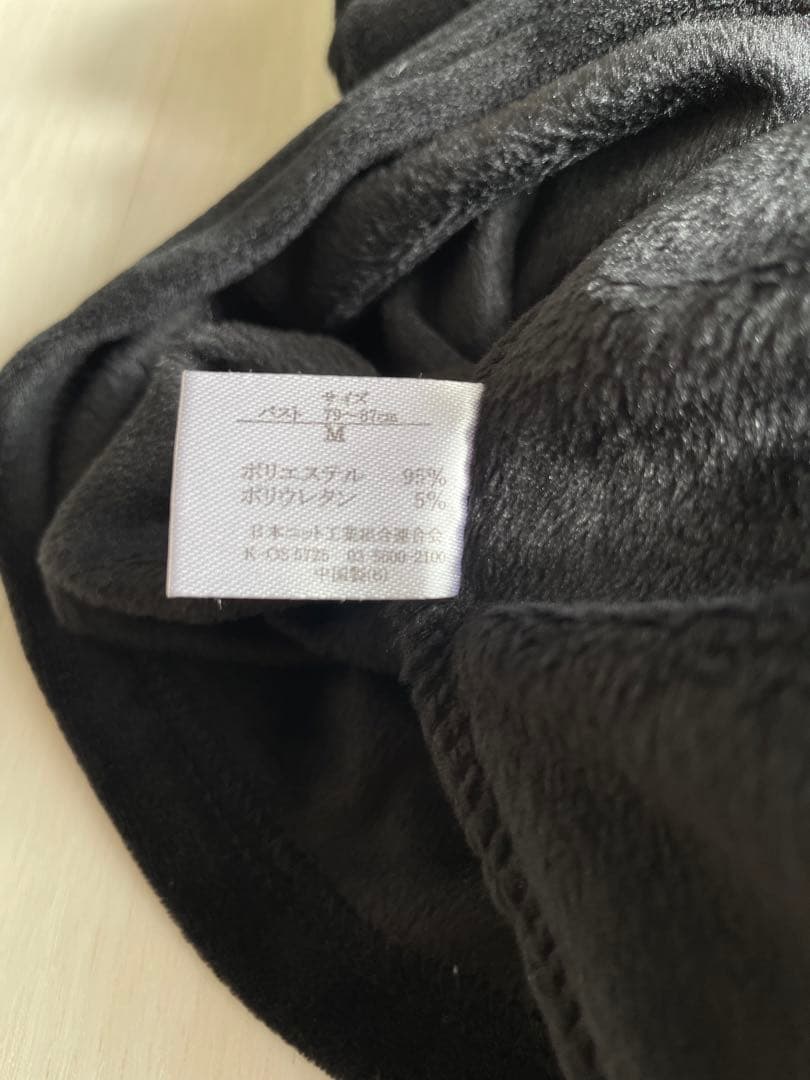 サイズ
バスト 79〜87cm
M
ポリエステル 95%
ポリウレタン 5%
日本ニット工業組合連合会
K-OS 5725 03-5600-2100
中国製(6)